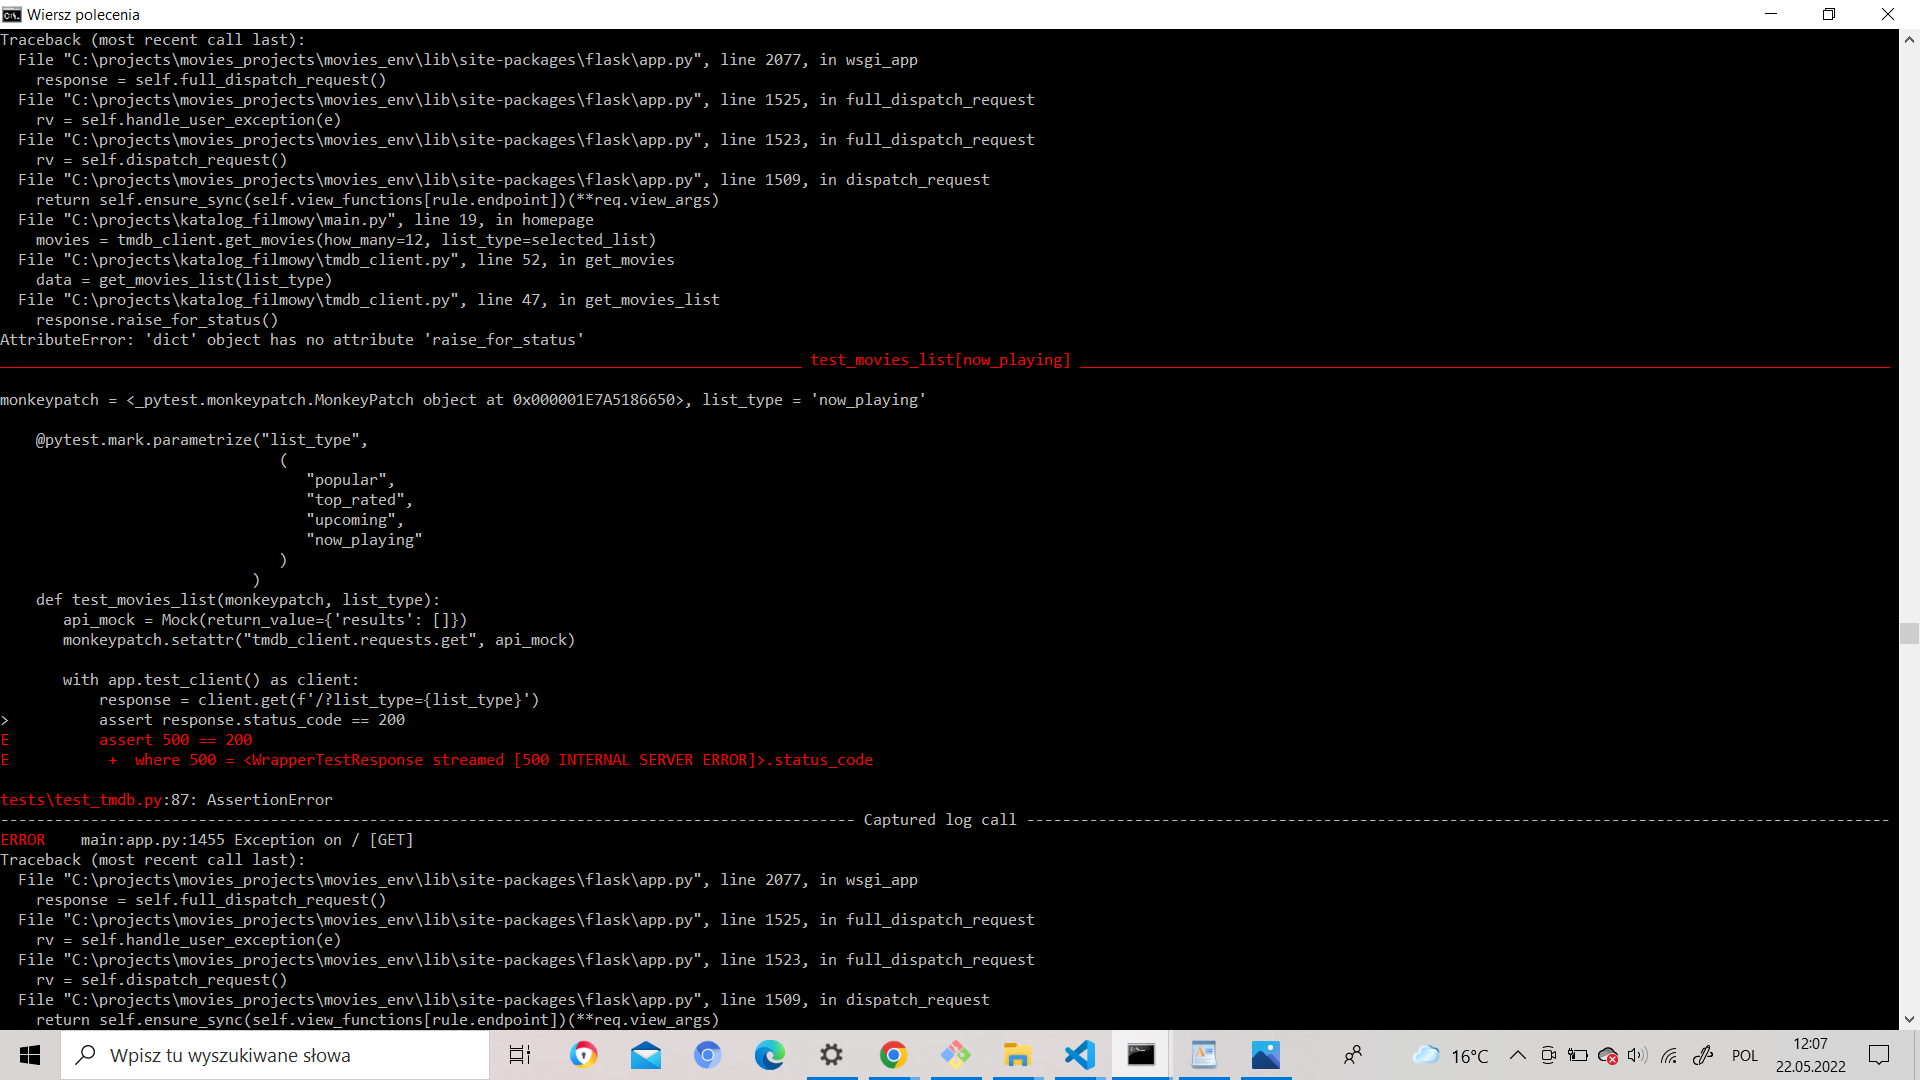 Wiersz polecenia
Traceback (most recent call last):
  File "C:\projects\movies_projects\movies_env\lib\site-packages\flask\app.py", line 2077, in wsgi_app
    response = self.full_dispatch_request()
  File "C:\projects\movies_projects\movies_env\lib\site-packages\flask\app.py", line 1525, in full_dispatch_request
    rv = self.handle_user_exception(e)
  File "C:\projects\movies_projects\movies_env\lib\site-packages\flask\app.py", line 1523, in full_dispatch_request
    rv = self.dispatch_request()
  File "C:\projects\movies_projects\movies_env\lib\site-packages\flask\app.py", line 1509, in dispatch_request
    return self.ensure_sync(self.view_functions[rule.endpoint])(**req.view_args)
  File "C:\projects\katalog_filmowy\main.py", line 19, in homepage
    movies = tmdb_client.get_movies(how_many=12, list_type=selected_list)
  File "C:\projects\katalog_filmowy\tmdb_client.py", line 52, in get_movies
    data = get_movies_list(list_type)
  File "C:\projects\katalog_filmowy\tmdb_client.py", line 47, in get_movies_list
    response.raise_for_status()
AttributeError: 'dict' object has no attribute 'raise_for_status'
test_movies_list[now_playing]
monkeypatch = <_pytest.monkeypatch.MonkeyPatch object at 0x000001E7A5186650>, list_type = 'now_playing'
    @pytest.mark.parametrize("list_type",
                               (
                                  "popular",
                                  "top_rated",
                                  "upcoming",
                                  "now_playing"
                               )
                            )
    def test_movies_list(monkeypatch, list_type):
       api_mock = Mock(return_value={'results': []})
       monkeypatch.setattr("tmdb_client.requests.get", api_mock)
       with app.test_client() as client:
           response = client.get(f'/?list_type={list_type}')
>          assert response.status_code == 200
E          assert 500 == 200
E           +  where 500 = <WrapperTestResponse streamed [500 INTERNAL SERVER ERROR]>.status_code
tests\test_tmdb.py:87: AssertionError
Captured log call
ERROR    main:app.py:1455 Exception on / [GET]
Traceback (most recent call last):
  File "C:\projects\movies_projects\movies_env\lib\site-packages\flask\app.py", line 2077, in wsgi_app
    response = self.full_dispatch_request()
  File "C:\projects\movies_projects\movies_env\lib\site-packages\flask\app.py", line 1525, in full_dispatch_request
    rv = self.handle_user_exception(e)
  File "C:\projects\movies_projects\movies_env\lib\site-packages\flask\app.py", line 1523, in full_dispatch_request
    rv = self.dispatch_request()
  File "C:\projects\movies_projects\movies_env\lib\site-packages\flask\app.py", line 1509, in dispatch_request
    return self.ensure_sync(self.view_functions[rule.endpoint])(**req.view_args)
Wpisz tu wyszukiwane słowa
16°C
POL
12:07
22.05.2022